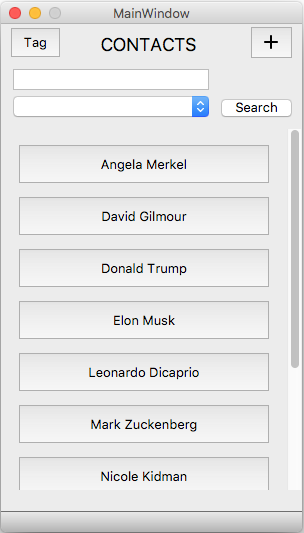 MainWindow
Tag
CONTACTS
+
Search
Angela Merkel
David Gilmour
Donald Trump
Elon Musk
Leonardo Dicaprio
Mark Zuckenberg
Nicole Kidman